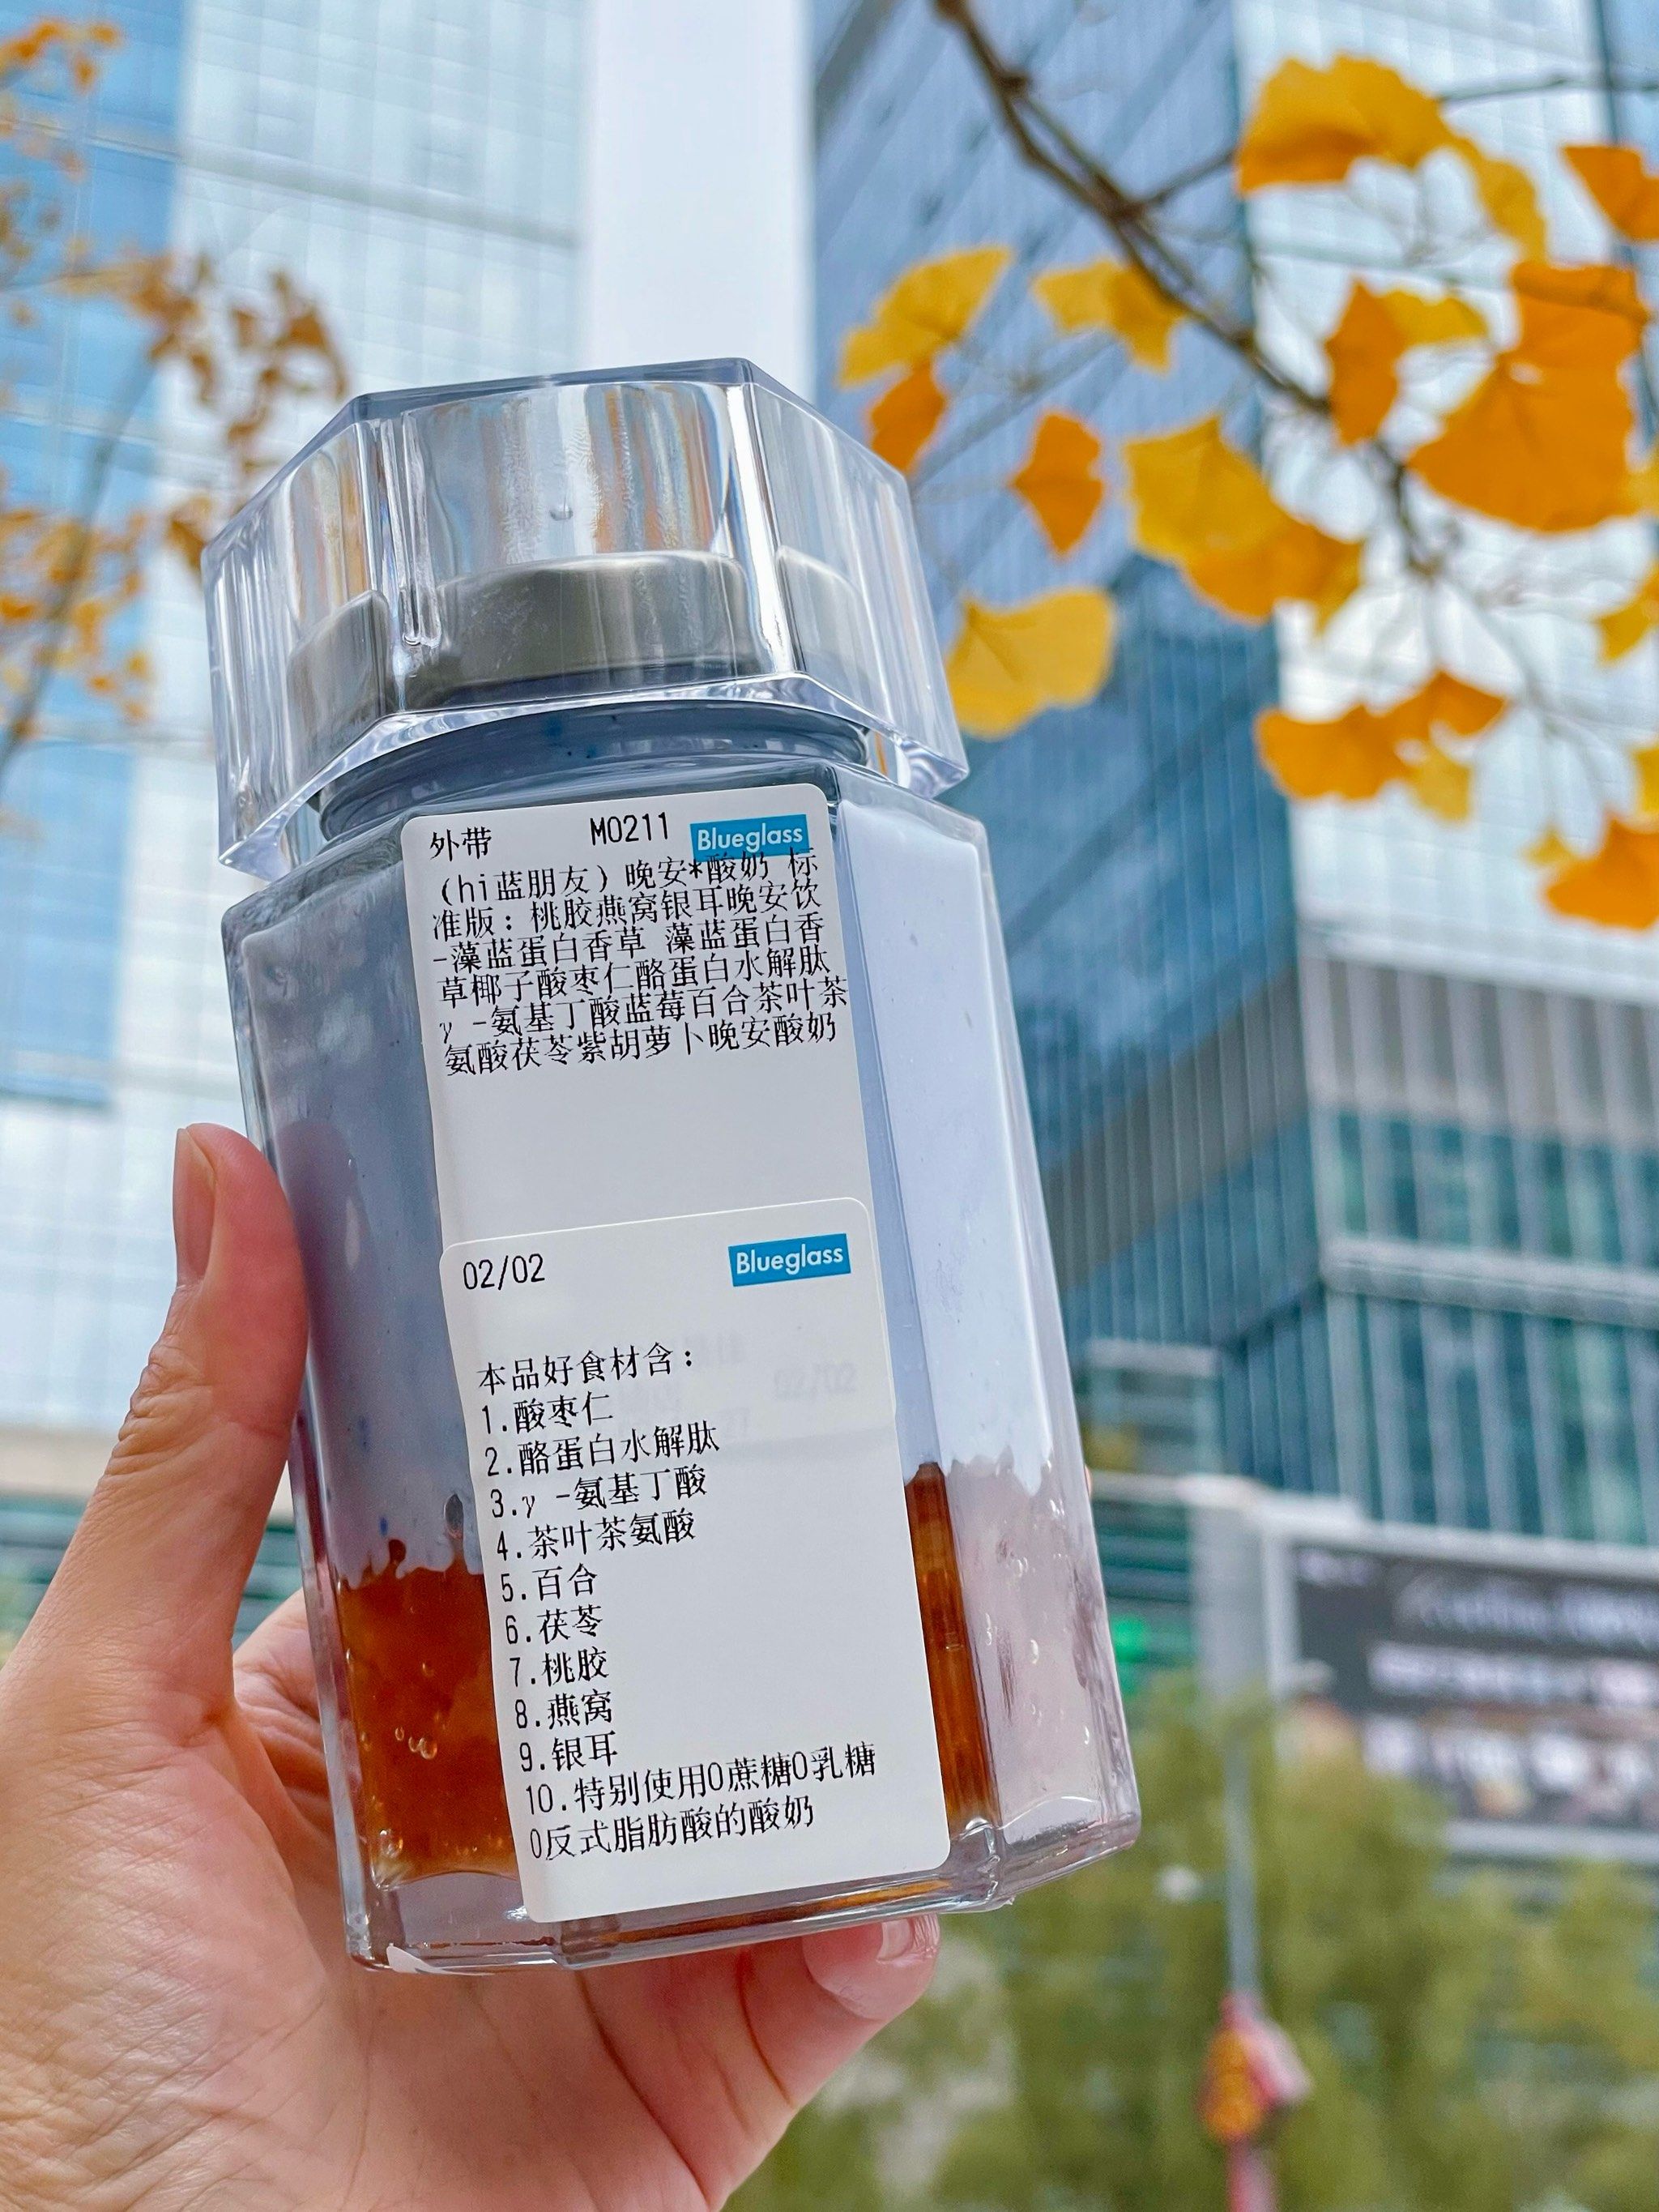 外带 M0211 Blueglass
(hi蓝朋友) 晚安*酸奶 标
准版: 桃胶燕窝银耳晚安饮
-藻蓝蛋白香草 藻蓝蛋白香
草椰子酸枣仁酪蛋白水解肽
γ -氨基丁酸蓝莓百合茶叶茶
氨酸茯苓紫胡萝卜晚安酸奶
02/02 Blueglass
本品好食材含:
1.酸枣仁
2.酪蛋白水解肽
3.γ -氨基丁酸
4.茶叶茶氨酸
5.百合
6.茯苓
7.桃胶
8.燕窝
9.银耳
10.特别使用0蔗糖0乳糖
0反式脂肪酸的酸奶